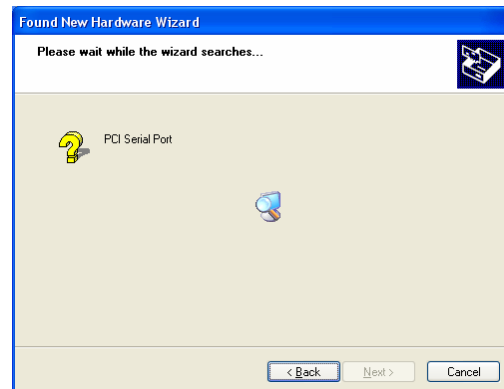 Found New Hardware Wizard
Please wait while the wizard searches...
PCI Serial Port
< Back Next > Cancel